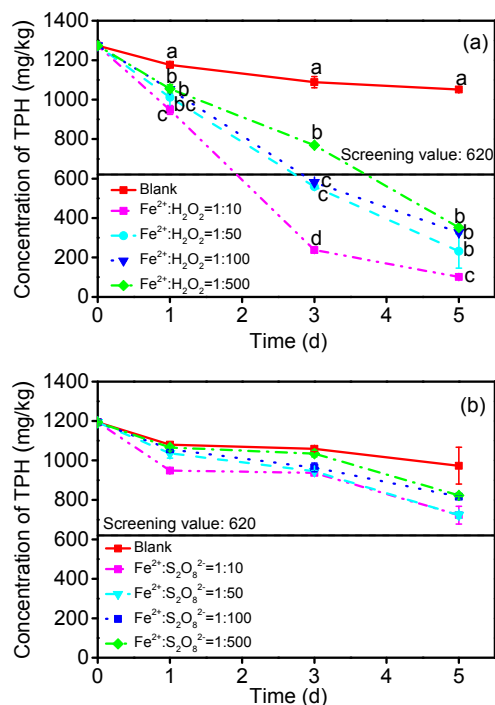 1400
(a)
1200
a
a
a
1000
b
b
bc
c
800
b
Screening value: 620
600
c
c
400
d
b
b
200
c
0
Blank
Fe²⁺:H₂O₂=1:10
Fe²⁺:H₂O₂=1:50
Fe²⁺:H₂O₂=1:100
Fe²⁺:H₂O₂=1:500
Concentration of TPH (mg/kg)
0 1 2 3 4 5
Time (d)
1400
(b)
1200
1000
800
Screening value: 620
600
400
200
0
Blank
Fe²⁺:S₂O₈²⁻=1:10
Fe²⁺:S₂O₈²⁻=1:50
Fe²⁺:S₂O₈²⁻=1:100
Fe²⁺:S₂O₈²⁻=1:500
Concentration of TPH (mg/kg)
0 1 2 3 4 5
Time (d)